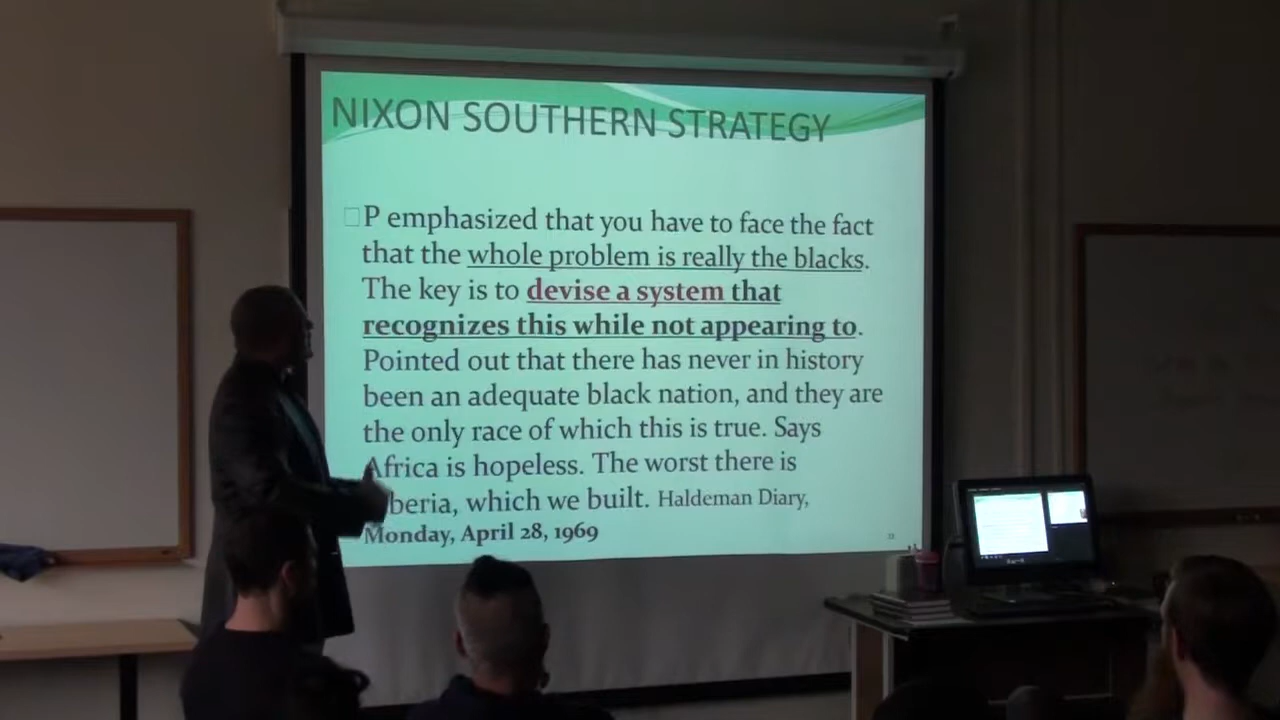 NIXON SOUTHERN STRATEGY
P emphasized that you have to face the fact
that the whole problem is really the blacks.
The key is to devise a system that
recognizes this while not appearing to.
Pointed out that there has never in history
been an adequate black nation, and they are
the only race of which this is true. Says
Africa is hopeless. The worst there is
beria, which we built. Haldeman Diary,
Monday, April 28, 1969